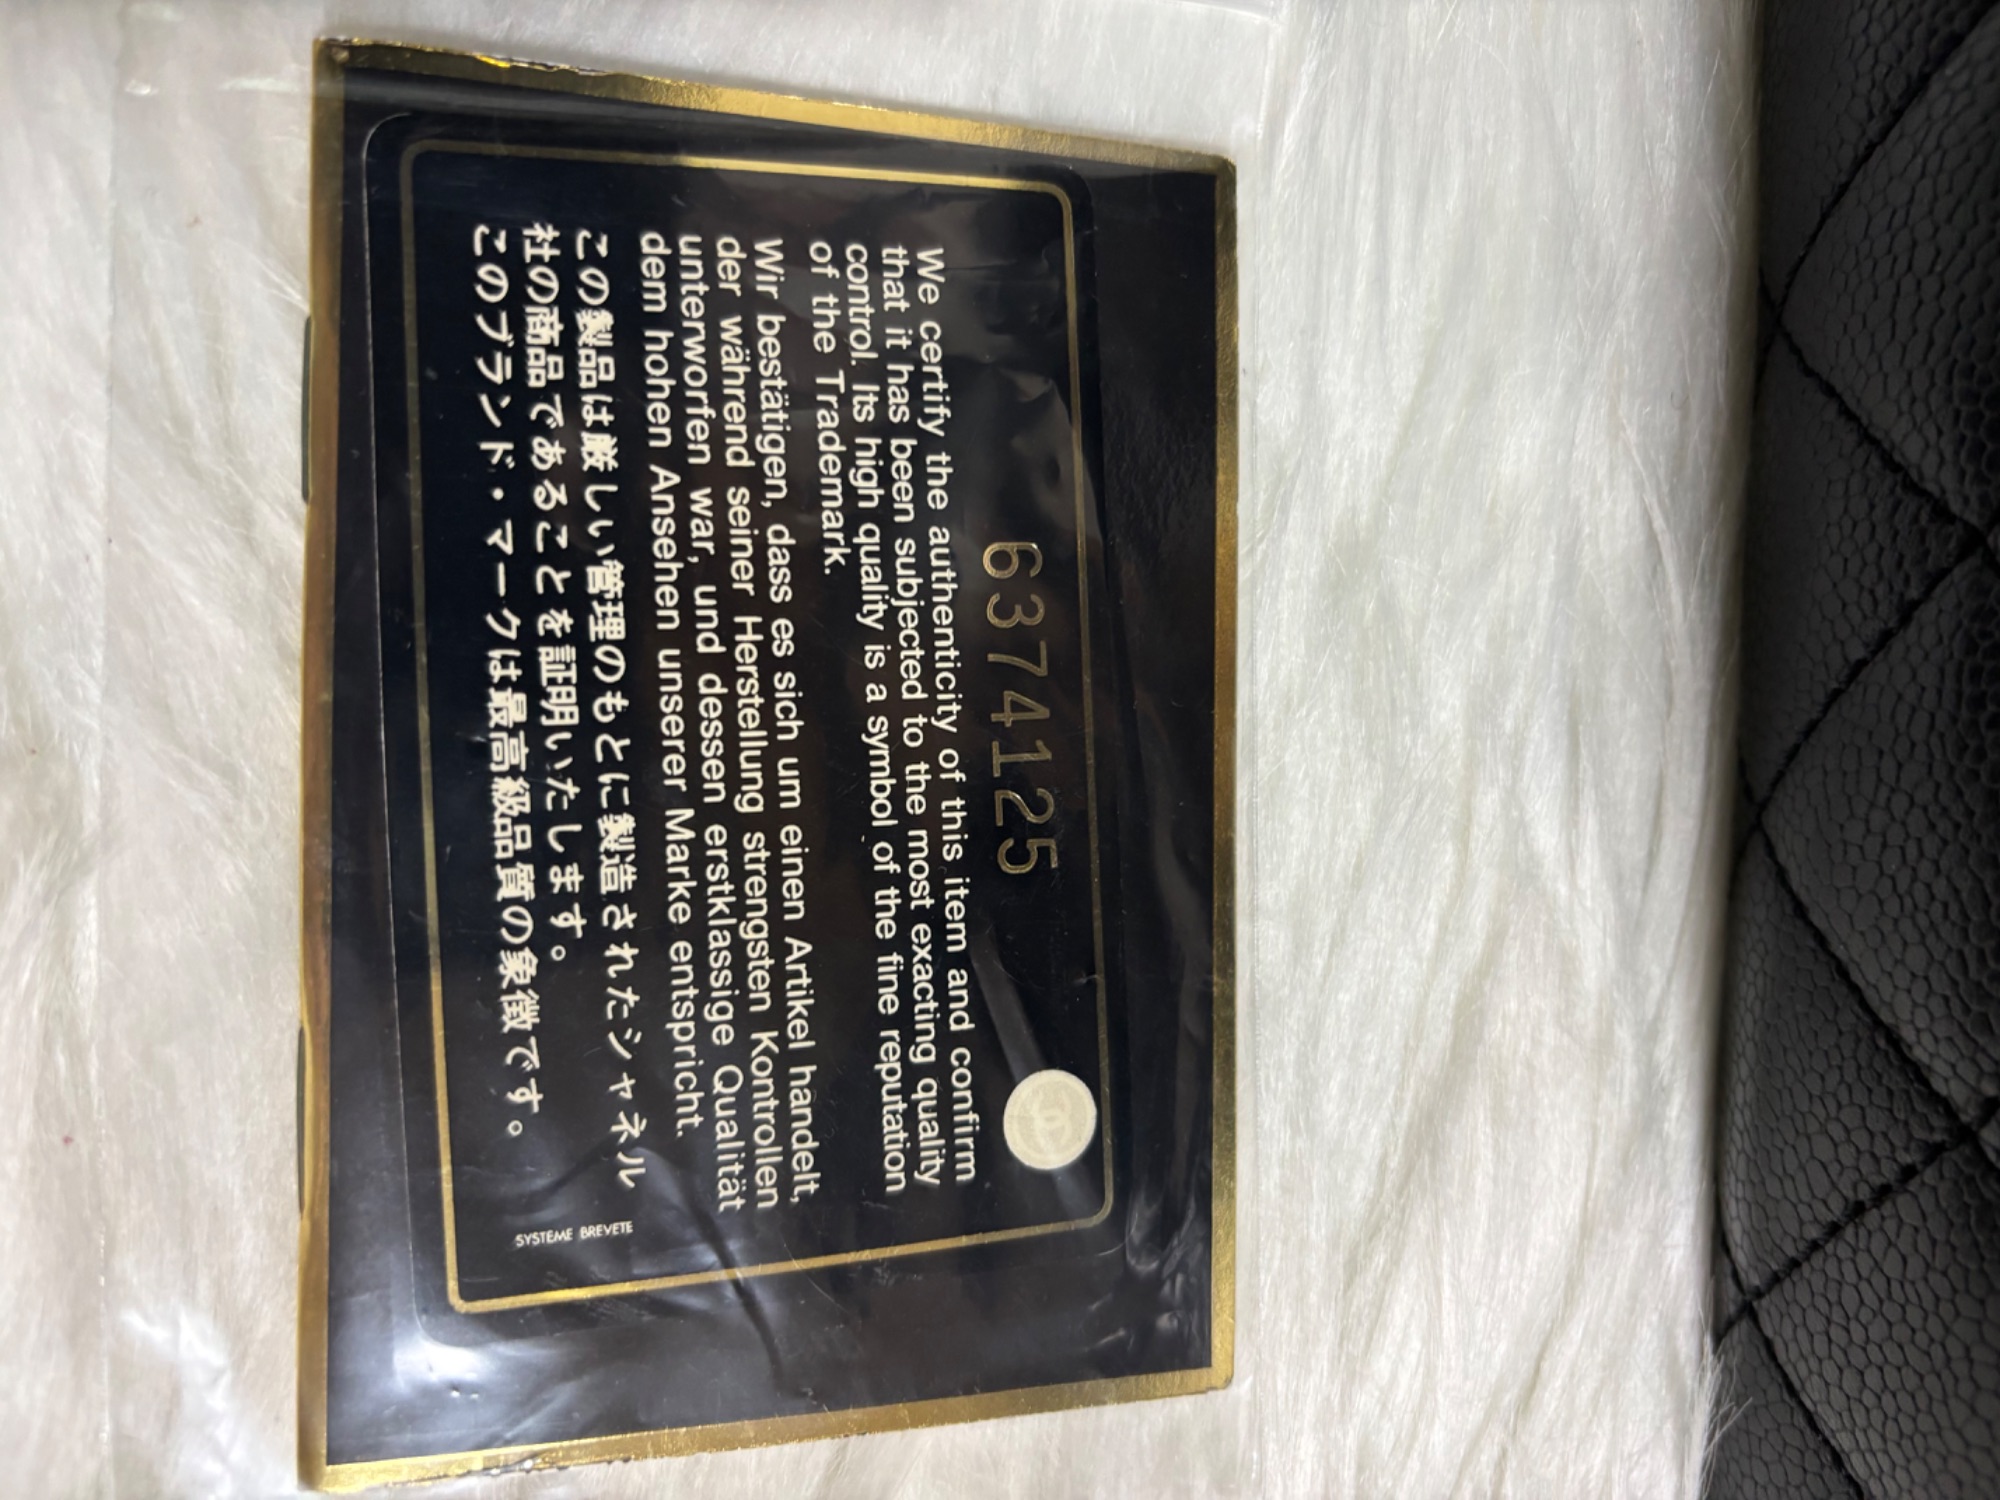 6374125
We certify the authenticity of this item and confirm
that it has been subjected to the most exacting quality
control. Its high quality is a symbol of the fine reputation
of the Trademark.
Wir bestätigen, dass es sich um einen Artikel handelt,
der während seiner Herstellung strengsten Kontrollen
unterworfen war, und dessen erstklassige Qualität
dem hohen Ansehen unserer Marke entspricht.
この製品は厳しい管理のもとに製造されたシャネル
社の商品であることを証明いたします。
このブランド・マークは最高級品質の象徴です。
SYSTEME BREVETE